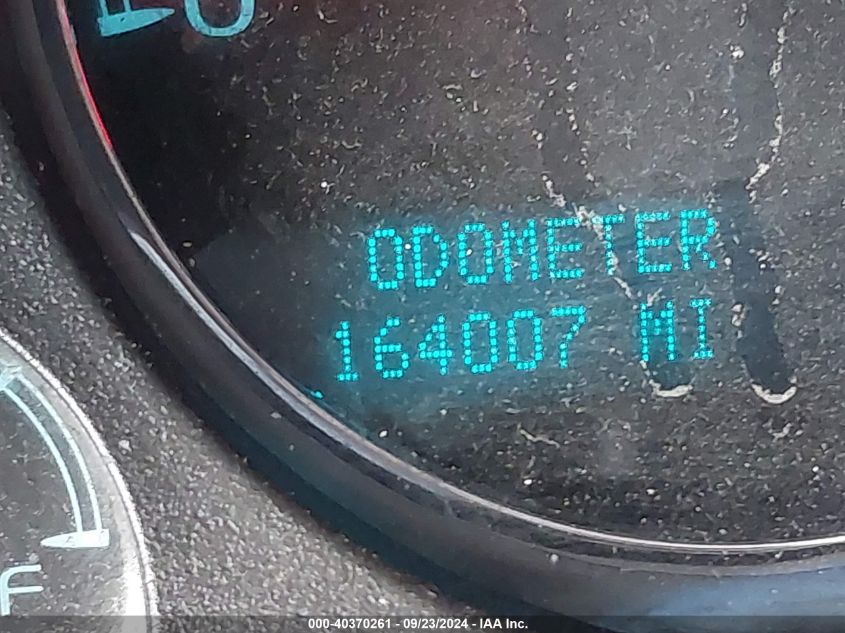 ODOMETER
164007 MI
F
000-40370261 - 09/23/2024 - IAA Inc.